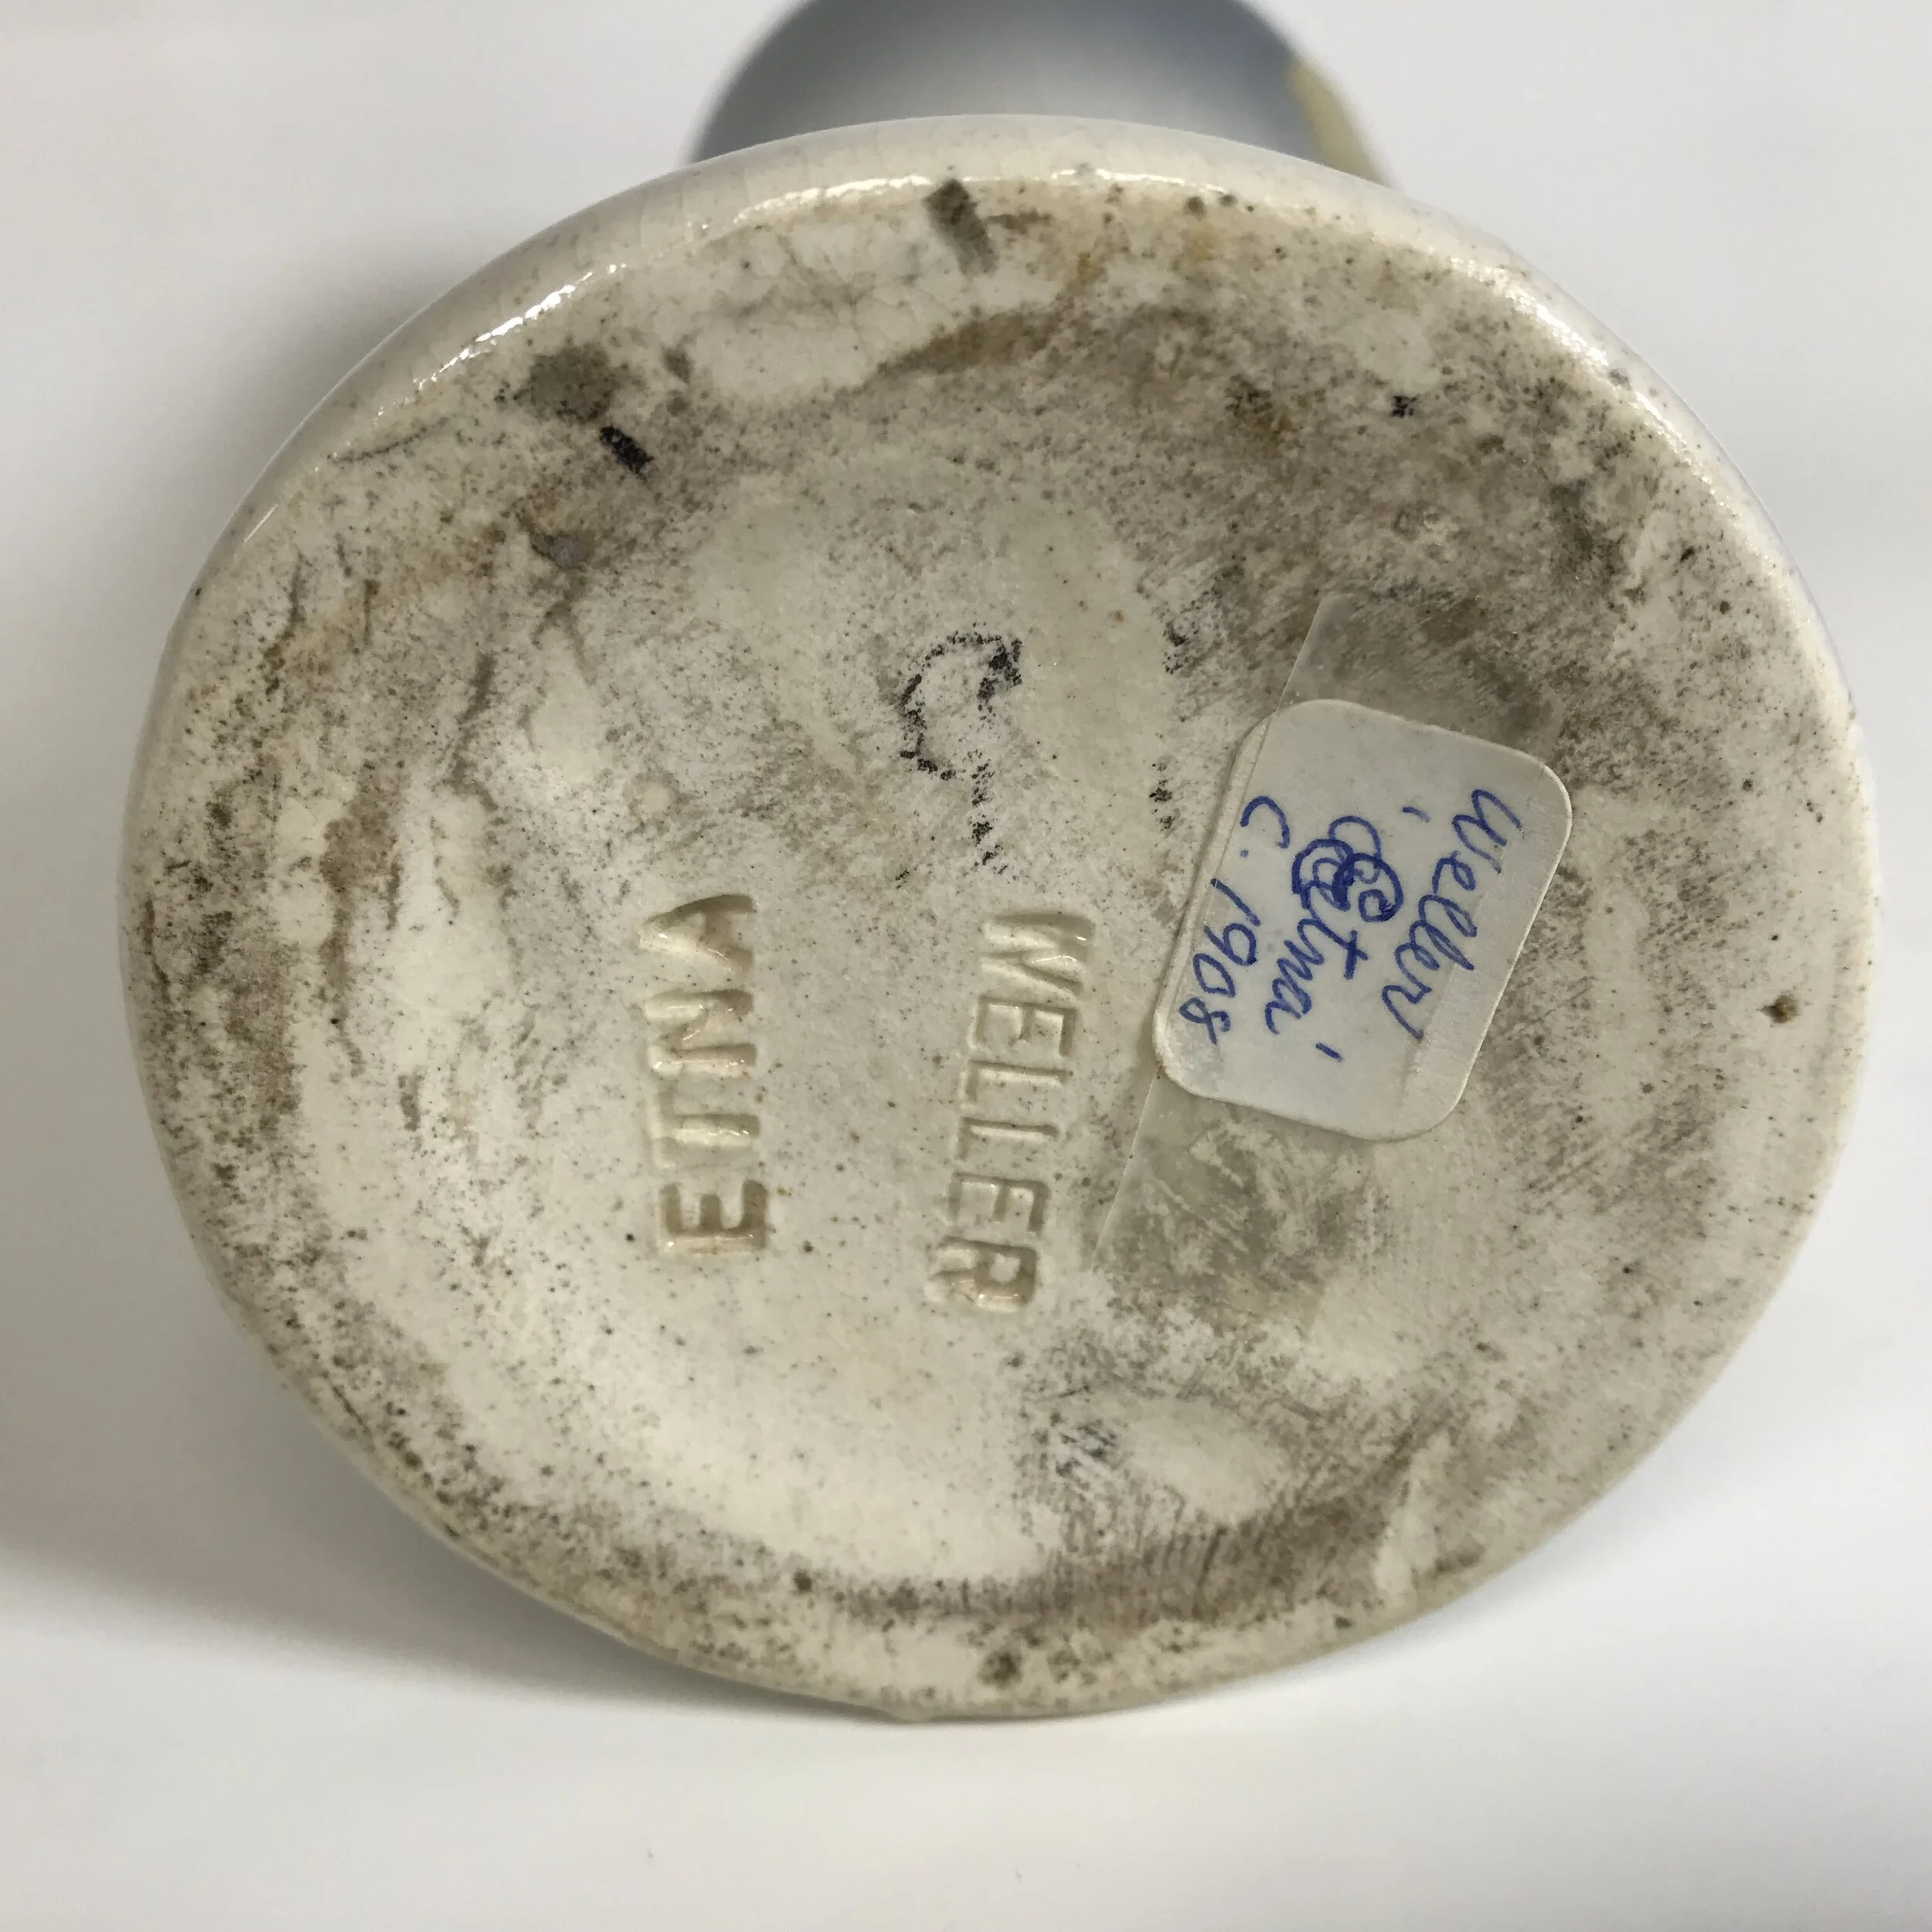 WELLER
ETNA
Weller
'Etna'
c. 1908